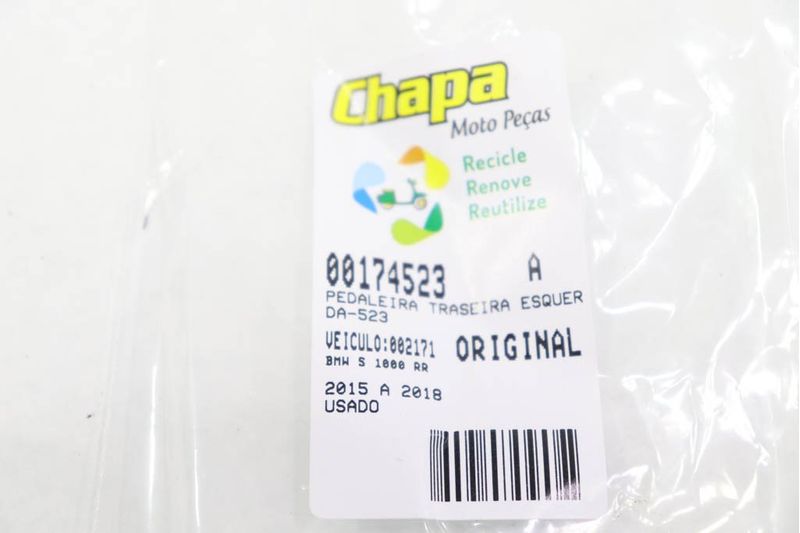 Chapa
Moto Peças
Recicle
Renove
Reutilize
00174523 A
PEDALEIRA TRASEIRA ESQUER
DA-523
VEICULO:002171 ORIGINAL
BMW S 1000 RR
2015 A 2018
USADO